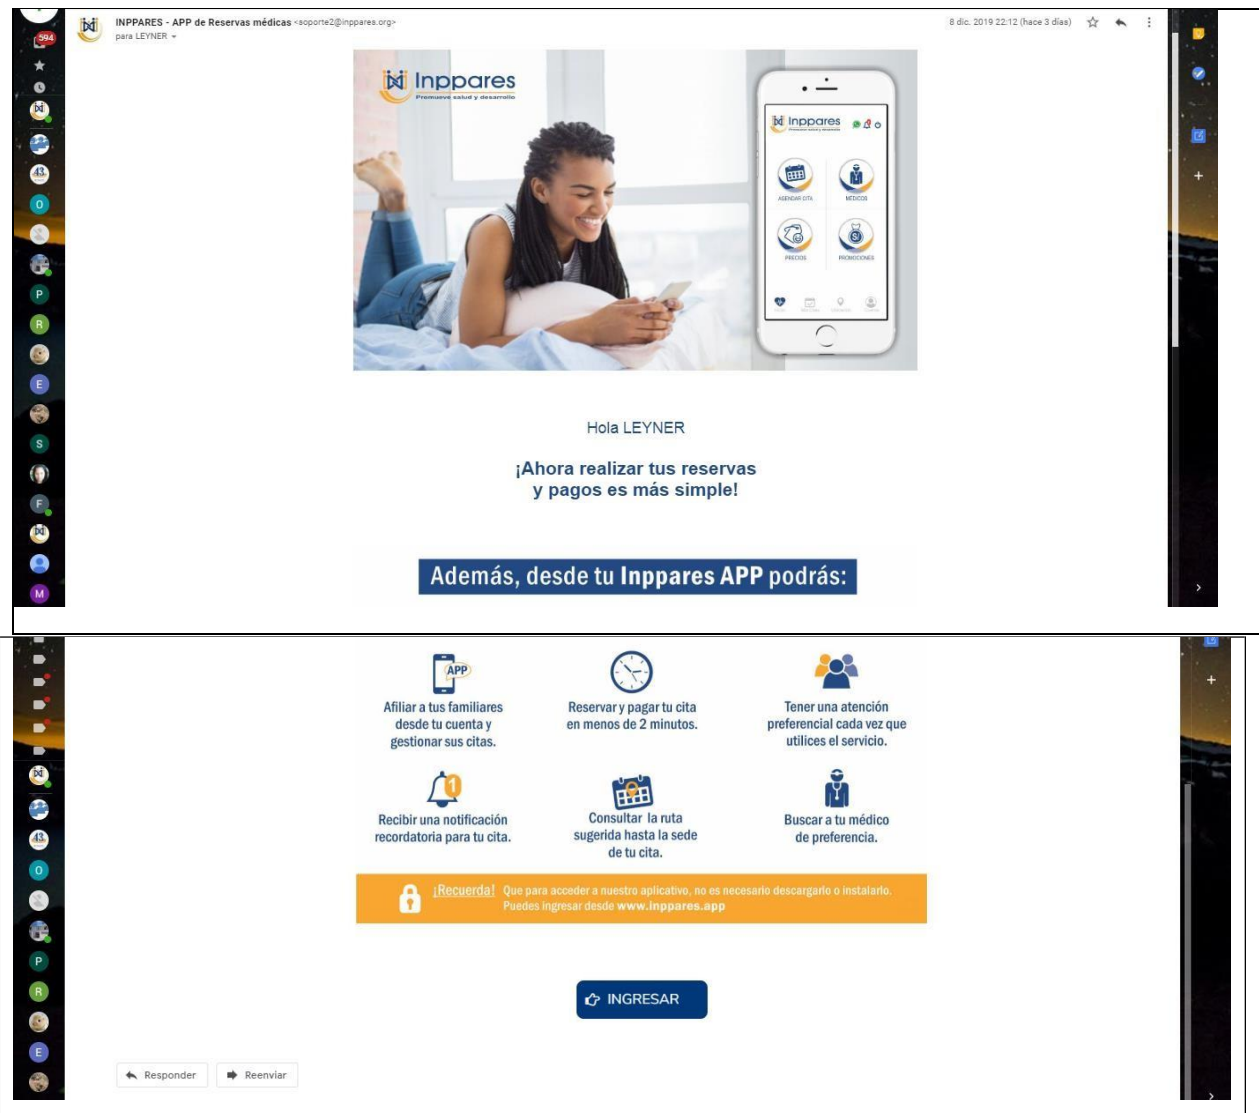 594
INPPARES - APP de Reservas médicas <soporte2@inppares.org>
8 dic. 2019 22:12 (hace 3 días)
para LEYNER
Inppares
Promueve salud y desarrollo
Inppares
AGENDAR CITA
MÉDICOS
PRECIOS
S/
PROMOCIONES
43
O
P
R
E
S
F
M
Hola LEYNER
¡Ahora realizar tus reservas
y pagos es más simple!
Además, desde tu Inppares APP podrás:
APP
Afiliar a tus familiares
desde tu cuenta y
gestionar sus citas.
Reservar y pagar tu cita
en menos de 2 minutos.
Tener una atención
preferencial cada vez que
utilices el servicio.
1
Recibir una notificación
recordatoria para tu cita.
Consultar la ruta
sugerida hasta la sede
de tu cita.
Buscar a tu médico
de preferencia.
43
O
P
R
E
¡Recuerda! Que para acceder a nuestro aplicativo, no es necesario descargarlo o instalarlo.
Puedes ingresar desde www.inppares.app
INGRESAR
Responder
Reenviar